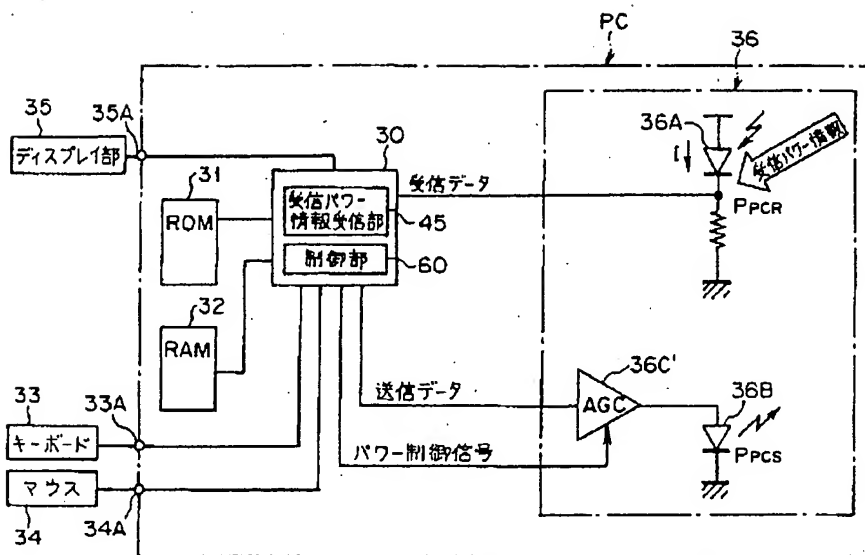 PC
36
35
35A
ディスプレイ部
30
31
ROM
受信パワー
情報受信部
45
制御部
60
受信データ
36A
I
受信パワー情報
PPCR
32
RAM
36C'
送信データ
AGC
36B
33
33A
キーボード
パワー制御信号
PPCS
マウス
34
34A